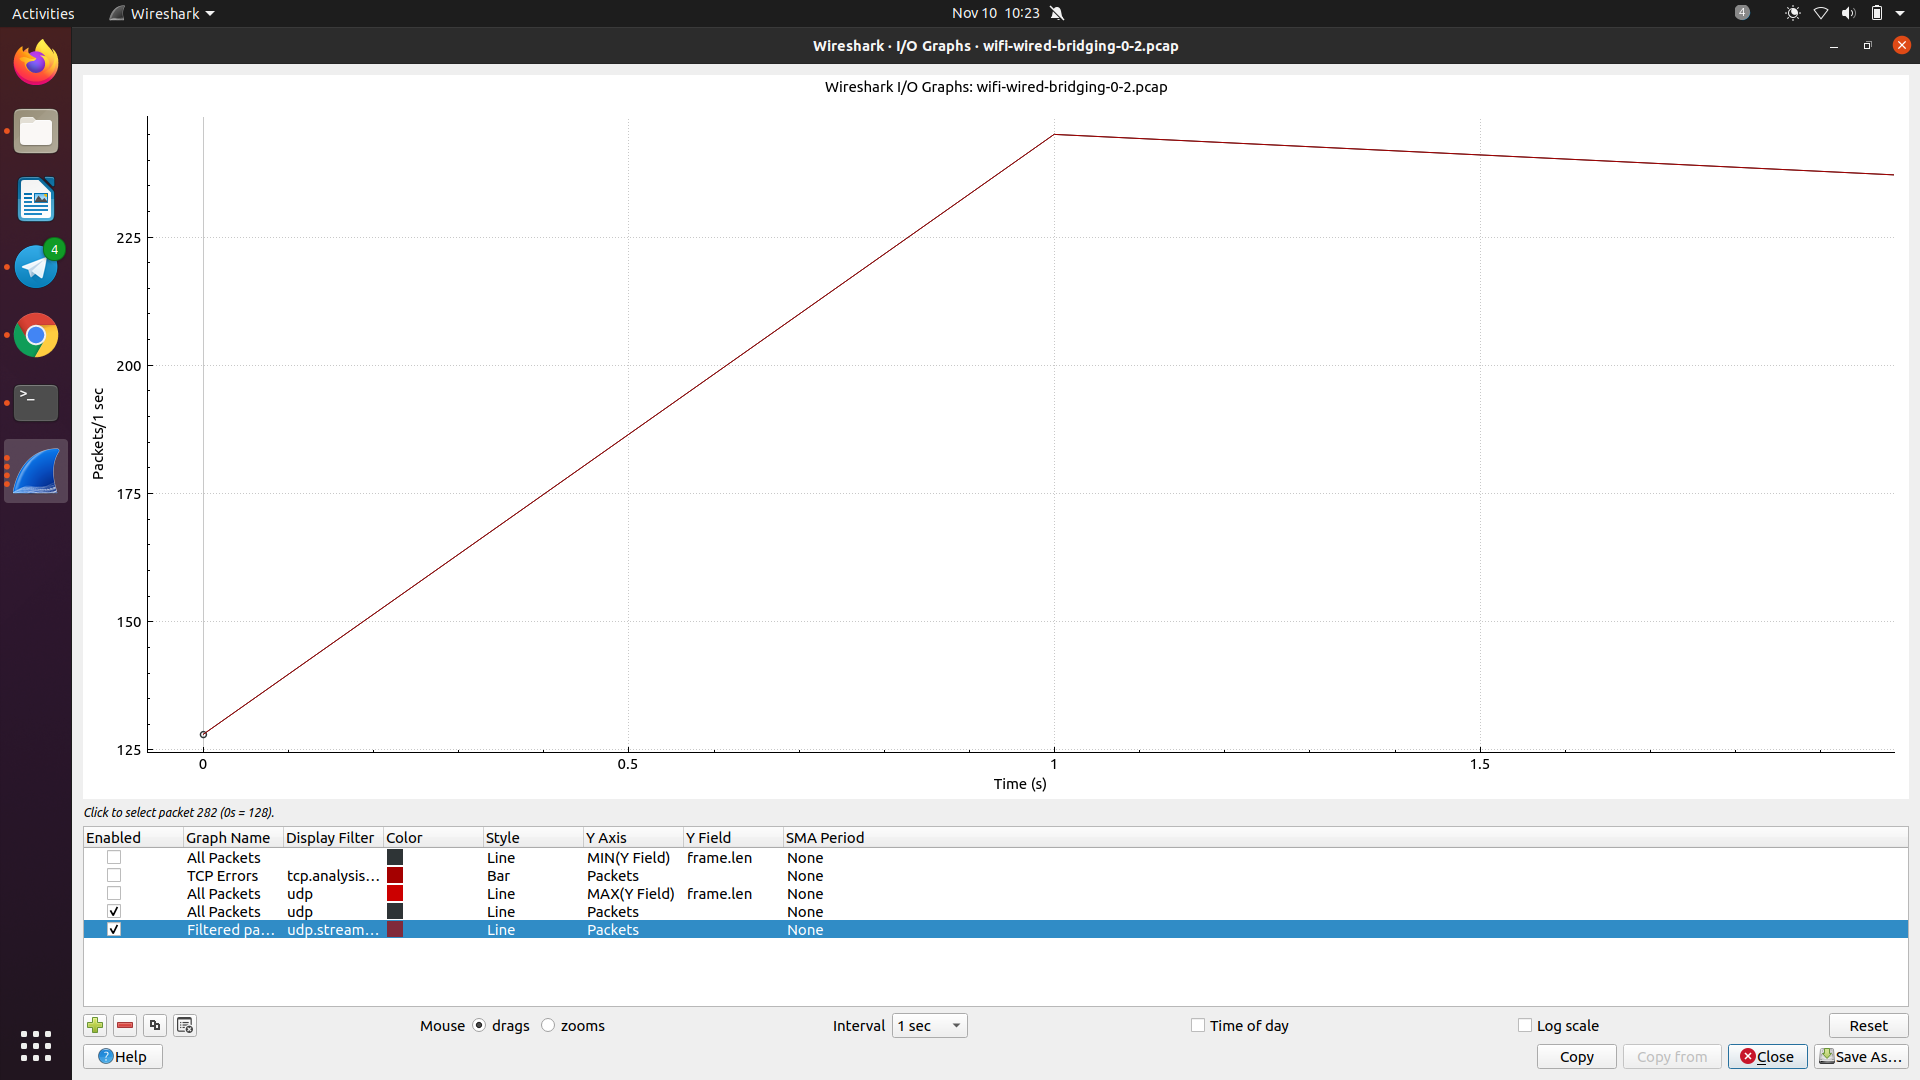 Activities Wireshark Nov 10 10:23 4
Wireshark · I/O Graphs · wifi-wired-bridging-0-2.pcap
Wireshark I/O Graphs: wifi-wired-bridging-0-2.pcap
4
225
200
175
150
125
Packets/1 sec
>_
0 0.5 1 1.5
Time (s)
Click to select packet 282 (0s = 128).
Enabled Graph Name Display Filter Color Style Y Axis Y Field SMA Period
All Packets Line MIN(Y Field) frame.len None
TCP Errors tcp.analysis… Bar Packets None
All Packets udp Line MAX(Y Field) frame.len None
All Packets udp Line Packets None
Filtered pa… udp.stream… Line Packets None
Mouse drags zooms Interval 1 sec Time of day Log scale Reset
Help Copy Copy from Close Save As…